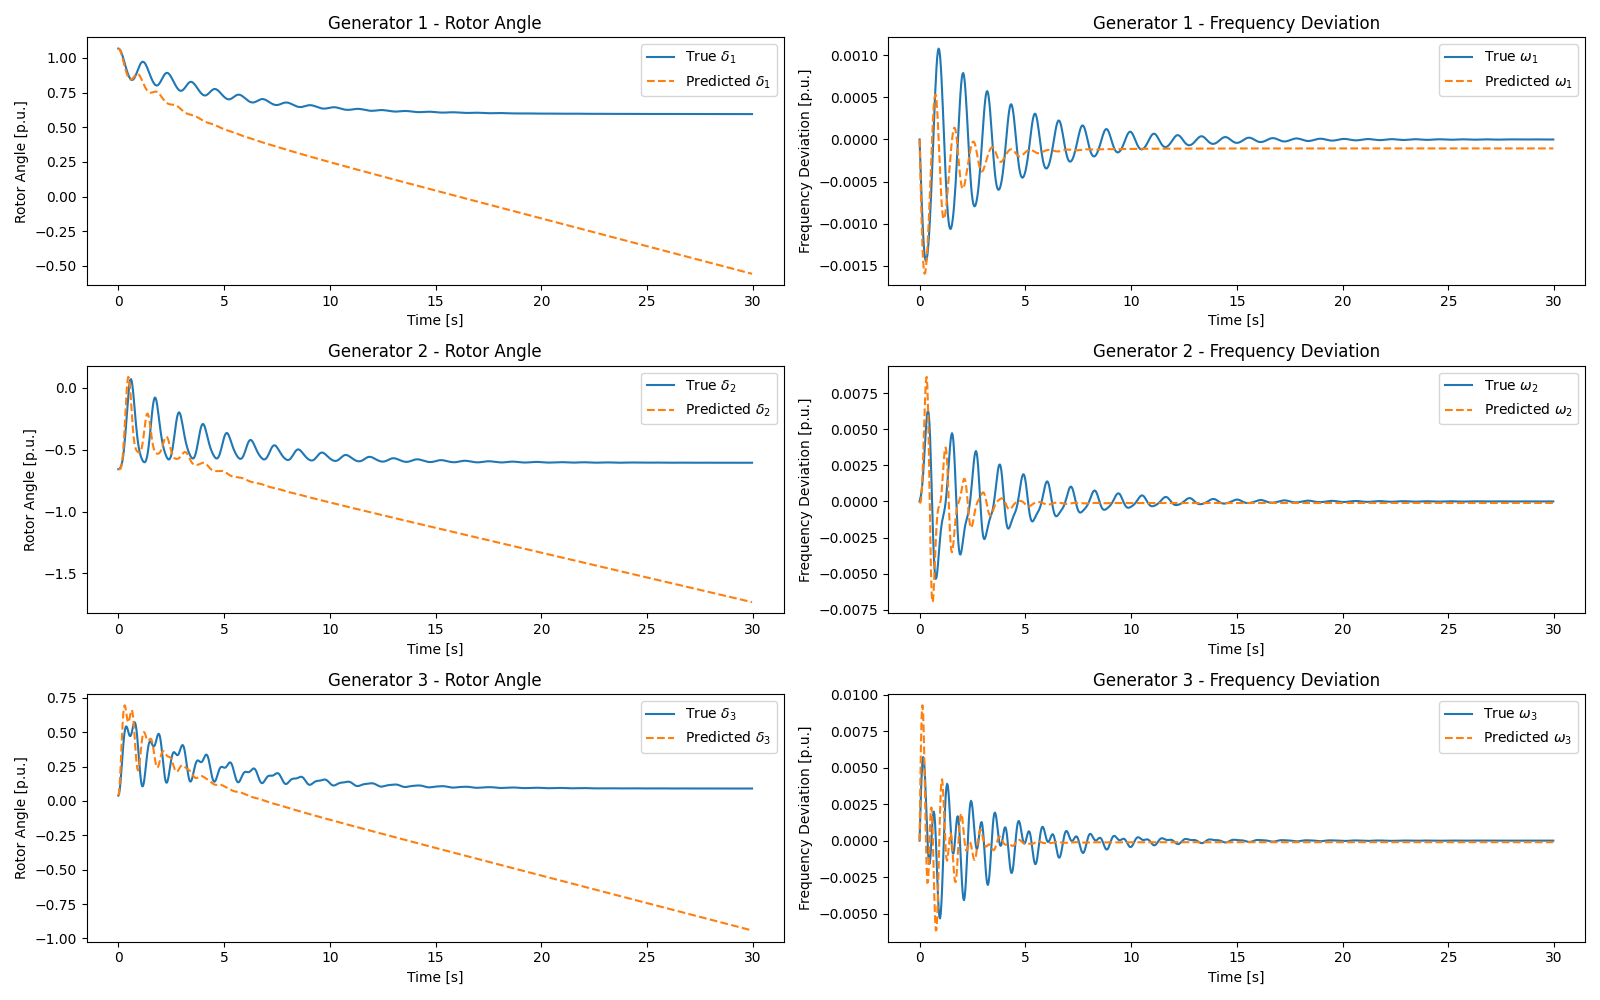 Generator 1 - Rotor Angle
Rotor Angle [p.u.]
1.00
0.75
0.50
0.25
0.00
−0.25
−0.50
True δ₁
Predicted δ₁
0 5 10 15 20 25 30
Time [s]
Generator 1 - Frequency Deviation
Frequency Deviation [p.u.]
0.0010
0.0005
0.0000
−0.0005
−0.0010
−0.0015
True ω₁
Predicted ω₁
0 5 10 15 20 25 30
Time [s]
Generator 2 - Rotor Angle
Rotor Angle [p.u.]
0.0
−0.5
−1.0
−1.5
True δ₂
Predicted δ₂
0 5 10 15 20 25 30
Time [s]
Generator 2 - Frequency Deviation
Frequency Deviation [p.u.]
0.0075
0.0050
0.0025
0.0000
−0.0025
−0.0050
−0.0075
True ω₂
Predicted ω₂
0 5 10 15 20 25 30
Time [s]
Generator 3 - Rotor Angle
Rotor Angle [p.u.]
0.75
0.50
0.25
0.00
−0.25
−0.50
−0.75
−1.00
True δ₃
Predicted δ₃
0 5 10 15 20 25 30
Time [s]
Generator 3 - Frequency Deviation
Frequency Deviation [p.u.]
0.0100
0.0075
0.0050
0.0025
0.0000
−0.0025
−0.0050
True ω₃
Predicted ω₃
0 5 10 15 20 25 30
Time [s]